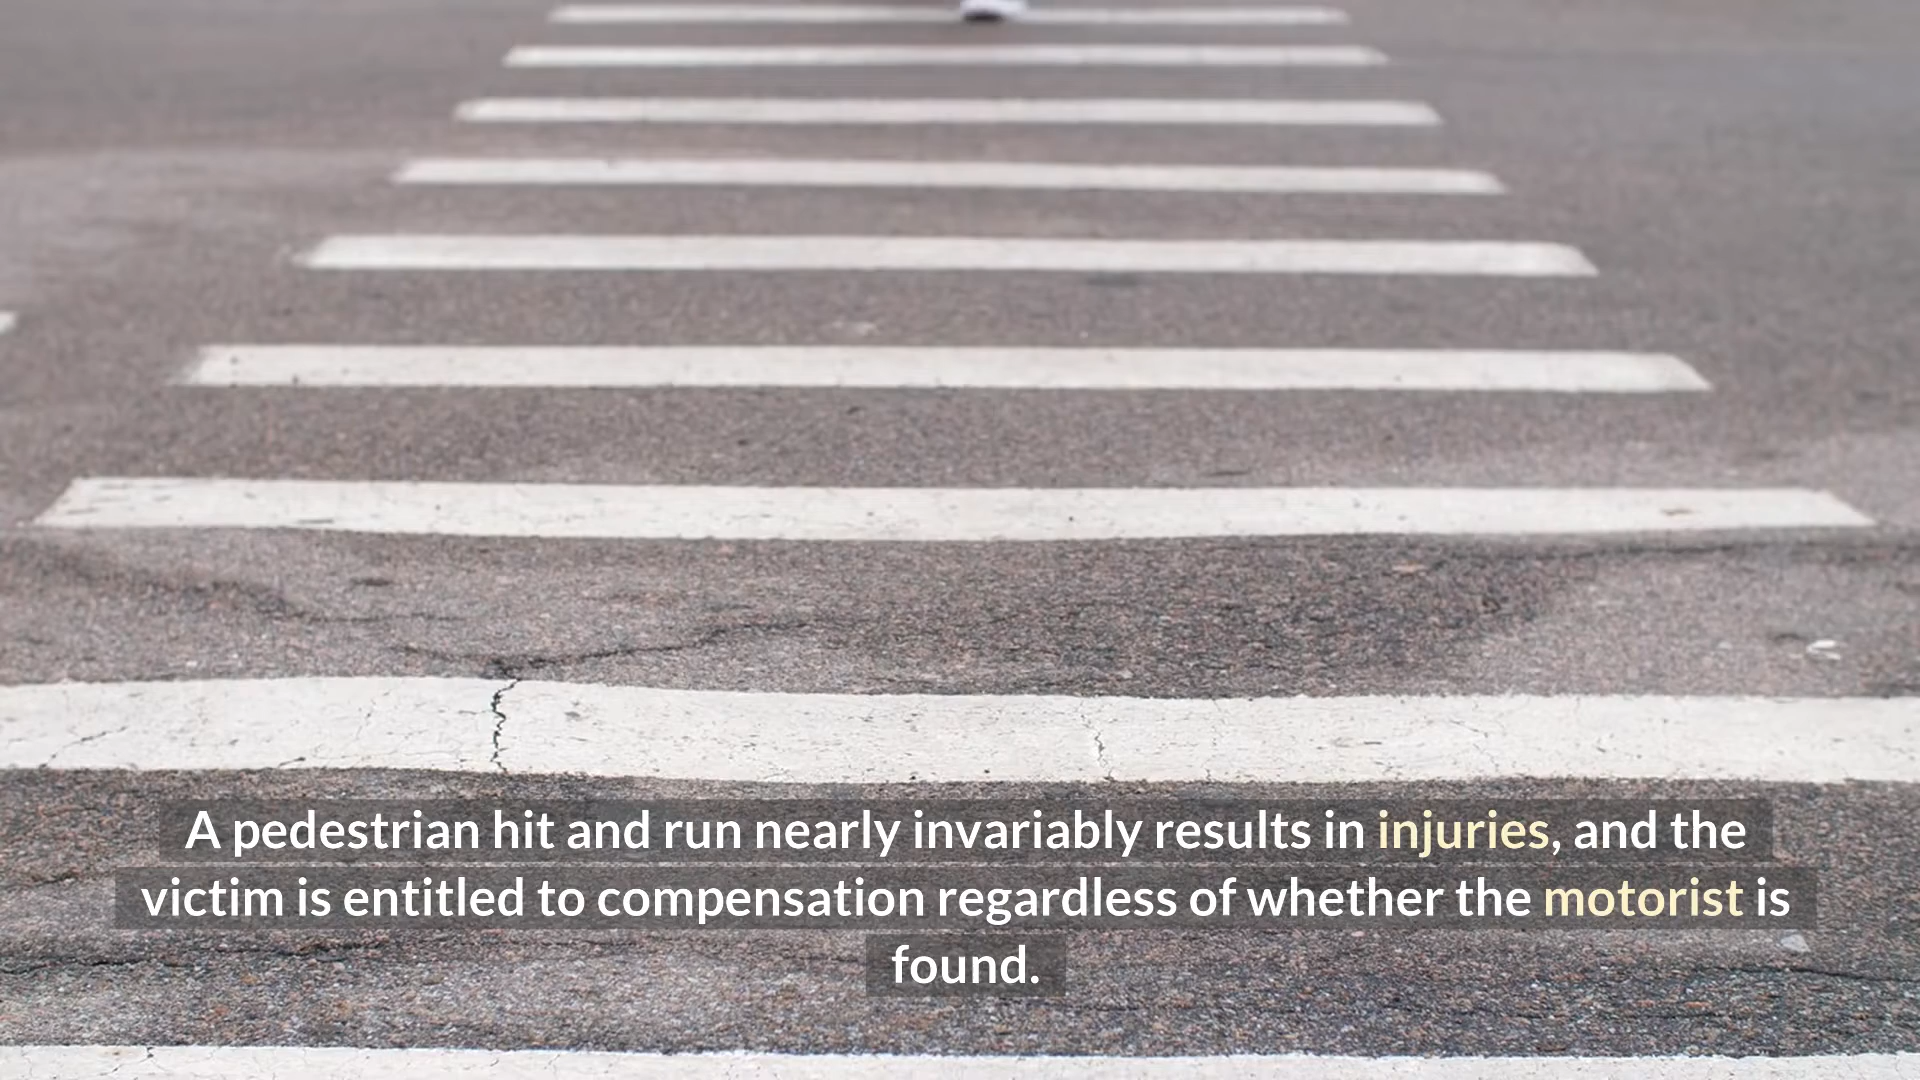 A pedestrian hit and run nearly invariably results in injuries, and the
victim is entitled to compensation regardless of whether the motorist is
found.